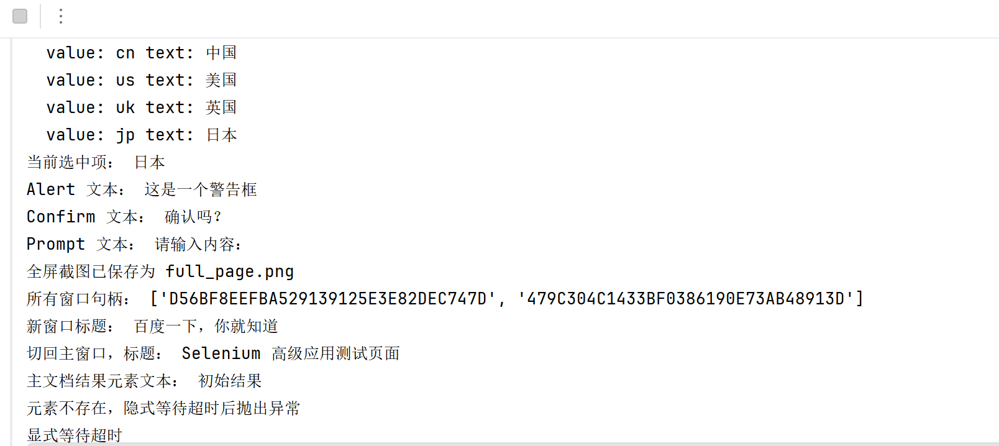 value: cn text: 中国
value: us text: 美国
value: uk text: 英国
value: jp text: 日本
当前选中项： 日本
Alert 文本： 这是一个警告框
Confirm 文本： 确认吗？
Prompt 文本： 请输入内容：
全屏截图已保存为 full_page.png
所有窗口句柄： ['D56BF8EEFBA529139125E3E82DEC747D', '479C304C1433BF0386190E73AB48913D']
新窗口标题： 百度一下，你就知道
切回主窗口，标题： Selenium 高级应用测试页面
主文档结果元素文本： 初始结果
元素不存在，隐式等待超时后抛出异常
显式等待超时